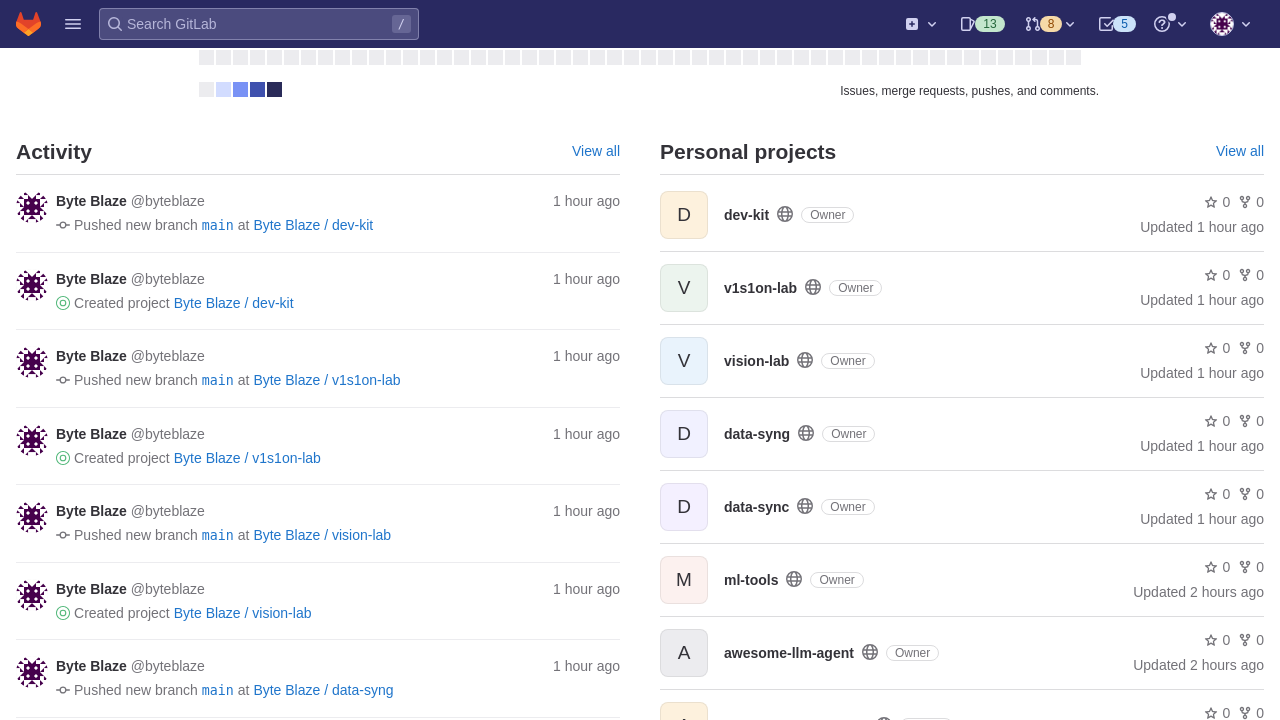 Search GitLab
/
13
8
5
Issues, merge requests, pushes, and comments.
Activity
View all
Byte Blaze @byteblaze
1 hour ago
Pushed new branch main at Byte Blaze / dev-kit
Byte Blaze @byteblaze
1 hour ago
Created project Byte Blaze / dev-kit
Byte Blaze @byteblaze
1 hour ago
Pushed new branch main at Byte Blaze / v1s1on-lab
Byte Blaze @byteblaze
1 hour ago
Created project Byte Blaze / v1s1on-lab
Byte Blaze @byteblaze
1 hour ago
Pushed new branch main at Byte Blaze / vision-lab
Byte Blaze @byteblaze
1 hour ago
Created project Byte Blaze / vision-lab
Byte Blaze @byteblaze
1 hour ago
Pushed new branch main at Byte Blaze / data-syng
Personal projects
View all
D
dev-kit
Owner
0 0
Updated 1 hour ago
V
v1s1on-lab
Owner
0 0
Updated 1 hour ago
V
vision-lab
Owner
0 0
Updated 1 hour ago
D
data-syng
Owner
0 0
Updated 1 hour ago
D
data-sync
Owner
0 0
Updated 1 hour ago
M
ml-tools
Owner
0 0
Updated 2 hours ago
A
awesome-llm-agent
Owner
0 0
Updated 2 hours ago
0 0